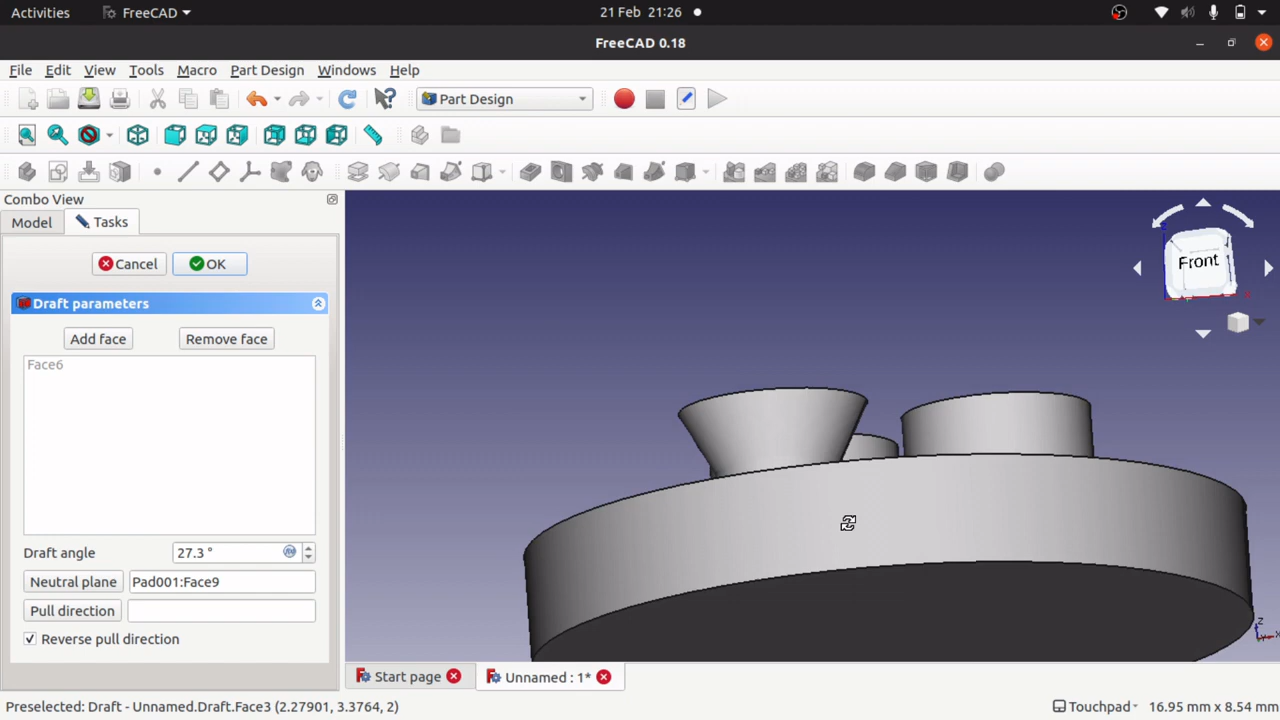 Activities FreeCAD 21 Feb 21:26
FreeCAD 0.18
File Edit View Tools Macro Part Design Windows Help
Part Design
Combo View
Model Tasks
Cancel OK
Draft parameters
Add face Remove face
Face6
Draft angle 27.3 °
Neutral plane Pad001:Face9
Pull direction
Reverse pull direction
Front
z
x
Start page Unnamed : 1*
Preselected: Draft - Unnamed.Draft.Face3 (2.27901, 3.3764, 2) Touchpad 16.95 mm x 8.54 mm